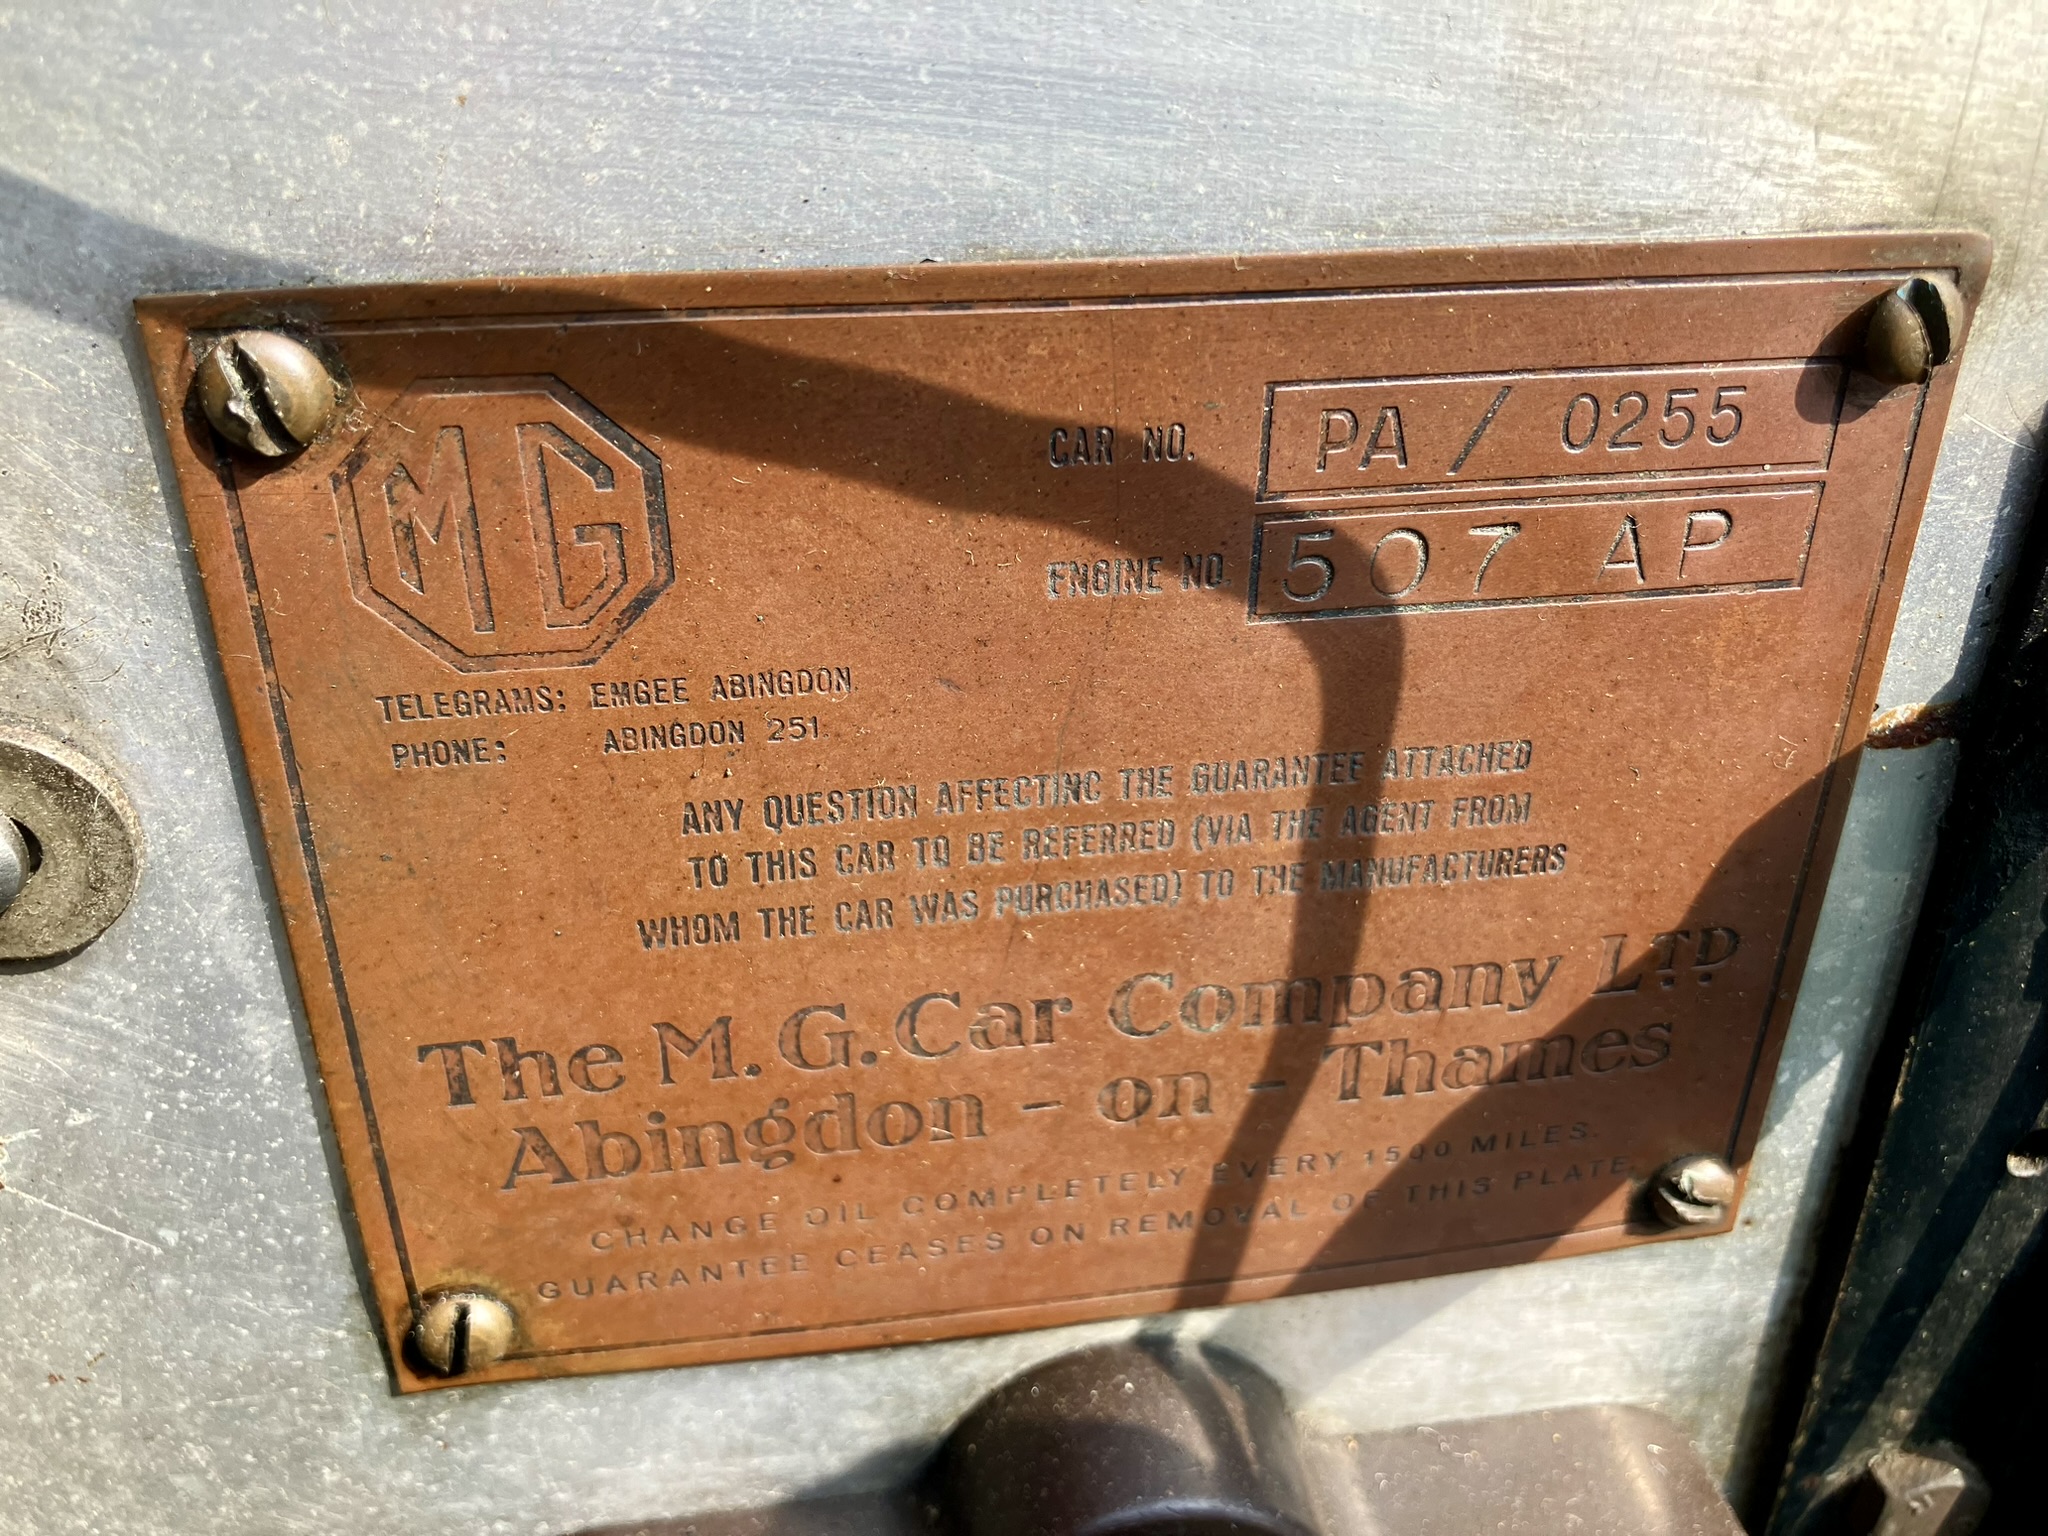 MG
CAR NO. PA / 0255
ENGINE NO. 507 AP
TELEGRAMS: EMGEE ABINGDON.
PHONE: ABINGDON 251.
ANY QUESTION AFFECTING THE GUARANTEE ATTACHED
TO THIS CAR TO BE REFERRED (VIA THE AGENT FROM
WHOM THE CAR WAS PURCHASED) TO THE MANUFACTURERS
The M.G. Car Company LTD.
Abingdon - on - Thames
CHANGE OIL COMPLETELY EVERY 1500 MILES.
GUARANTEE CEASES ON REMOVAL OF THIS PLATE.